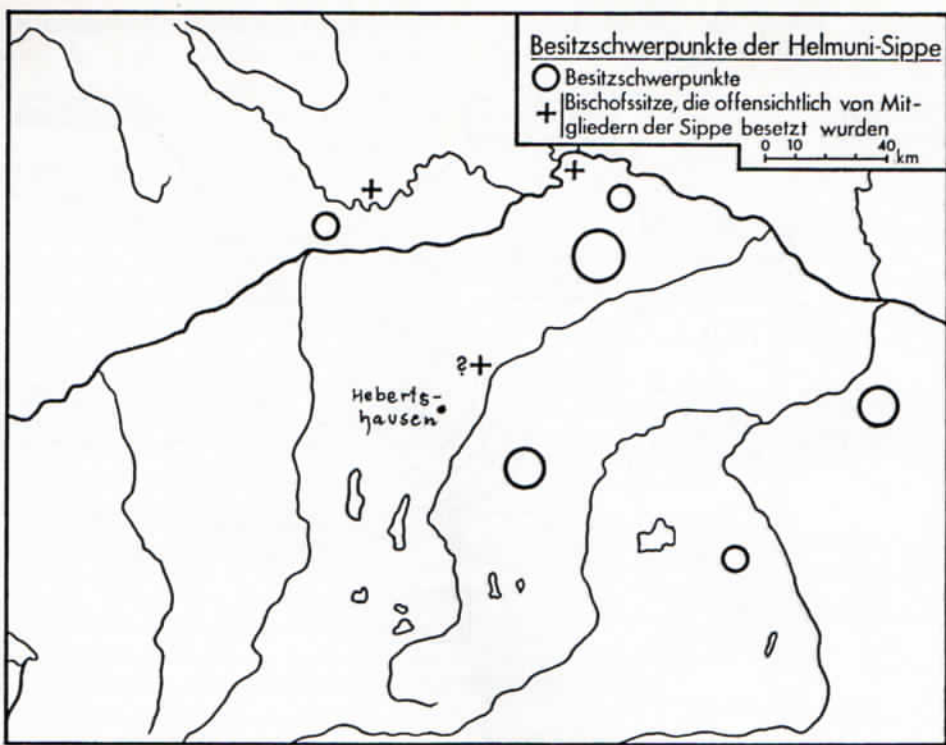 Besitzschwerpunkte der Helmuni-Sippe
Besitzschwerpunkte
Bischofssitze, die offensichtlich von Mit-
gliedern der Sippe besetzt wurden
0 10 40
km
?
Heberts-
hausen